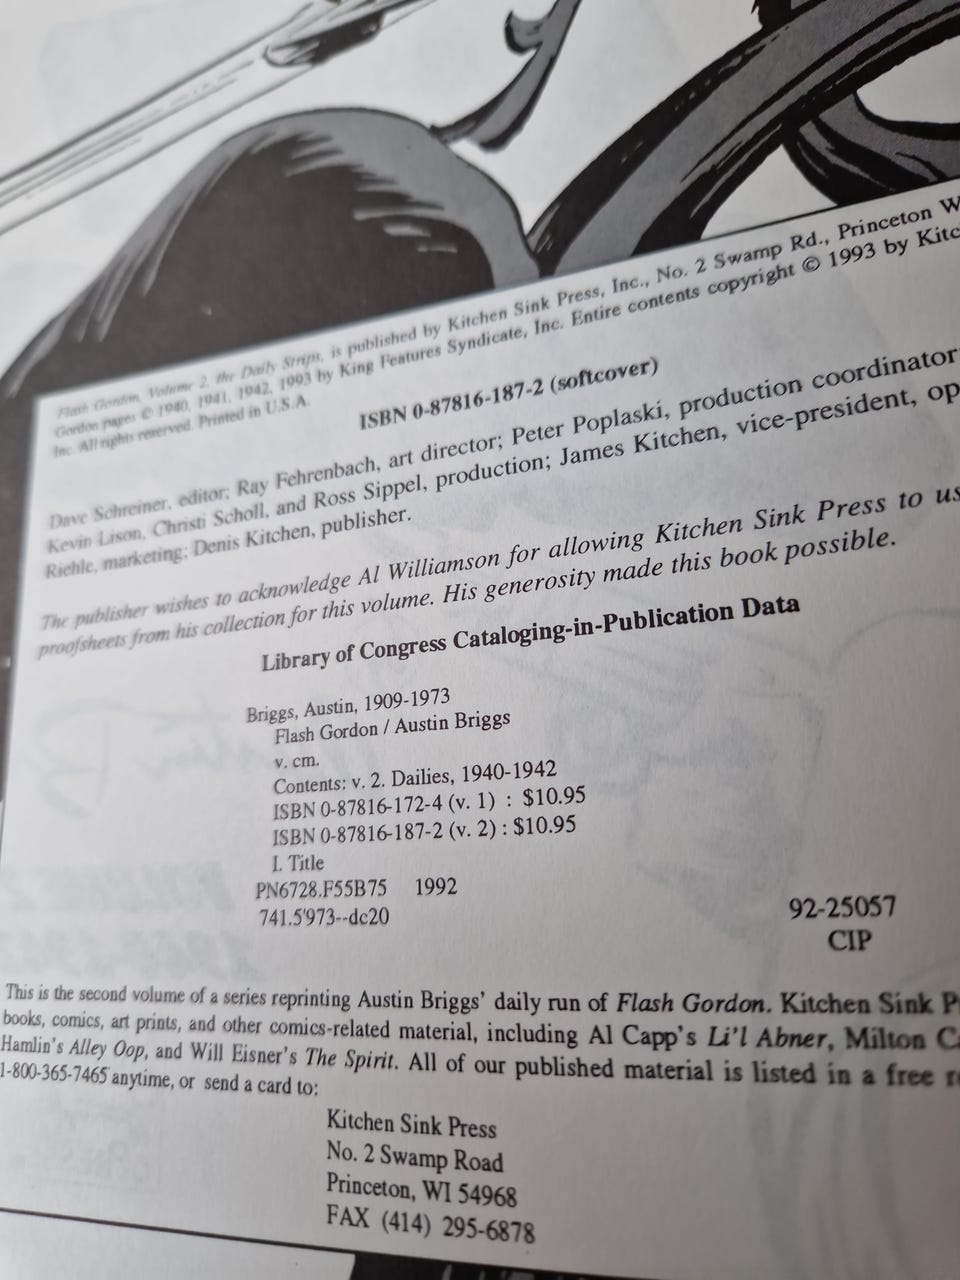 Flash Gordon, Volume 2, the Daily Strips, is published by Kitchen Sink Press, Inc., No. 2 Swamp Rd., Princeton W
Gordon pages © 1940, 1941, 1942, 1993 by King Features Syndicate, Inc. Entire contents copyright © 1993 by Kitc
Inc. All rights reserved. Printed in U.S.A.
ISBN 0-87816-187-2 (softcover)
Dave Schreiner, editor; Ray Fehrenbach, art director; Peter Poplaski, production coordinator
Kevin Lison, Christi Scholl, and Ross Sippel, production; James Kitchen, vice-president, op
Riehle, marketing; Denis Kitchen, publisher.
The publisher wishes to acknowledge Al Williamson for allowing Kitchen Sink Press to us
proofsheets from his collection for this volume. His generosity made this book possible.
Library of Congress Cataloging-in-Publication Data
Briggs, Austin, 1909-1973
Flash Gordon / Austin Briggs
v. cm.
Contents: v. 2. Dailies, 1940-1942
ISBN 0-87816-172-4 (v. 1) : $10.95
ISBN 0-87816-187-2 (v. 2) : $10.95
I. Title
PN6728.F55B75 1992
741.5'973--dc20
92-25057
CIP
This is the second volume of a series reprinting Austin Briggs' daily run of Flash Gordon. Kitchen Sink P
books, comics, art prints, and other comics-related material, including Al Capp's Li'l Abner, Milton Ca
Hamlin's Alley Oop, and Will Eisner's The Spirit. All of our published material is listed in a free
1-800-365-7465 anytime, or send a card to:
Kitchen Sink Press
No. 2 Swamp Road
Princeton, WI 54968
FAX (414) 295-6878